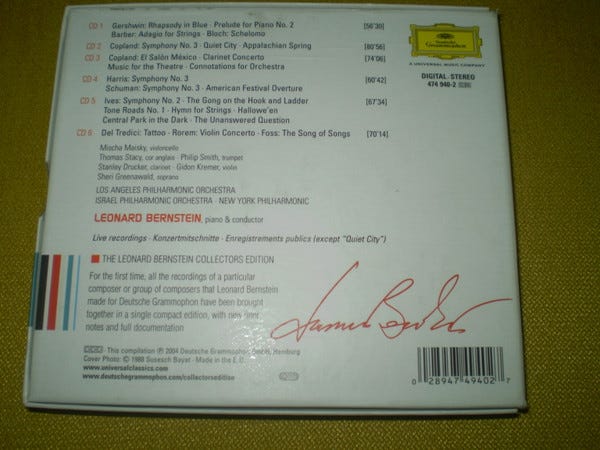 CD 1 Gershwin: Rhapsody in Blue · Prelude for Piano No. 2 [56'30]
Barber: Adagio for Strings · Bloch: Schelomo
CD 2 Copland: Symphony No. 3 · Quiet City · Appalachian Spring [80'56]
CD 3 Copland: El Salón México · Clarinet Concerto [74'06]
Music for the Theatre · Connotations for Orchestra
CD 4 Harris: Symphony No. 3 [60'42]
Schuman: Symphony No. 3 · American Festival Overture
CD 5 Ives: Symphony No. 2 · The Gong on the Hook and Ladder [67'34]
Tone Roads No. 1 · Hymn for Strings · Hallowe'en
Central Park in the Dark · The Unanswered Question
CD 6 Del Tredici: Tattoo · Rorem: Violin Concerto · Foss: The Song of Songs [70'14]
Mischa Maisky, violoncello
Thomas Stacy, cor anglais · Philip Smith, trumpet
Stanley Drucker, clarinet · Gidon Kremer, violin
Sheri Greenawald, soprano
LOS ANGELES PHILHARMONIC ORCHESTRA
ISRAEL PHILHARMONIC ORCHESTRA · NEW YORK PHILHARMONIC
LEONARD BERNSTEIN, piano & conductor
Live recordings · Konzertmitschnitte · Enregistrements publics (except "Quiet City")
THE LEONARD BERNSTEIN COLLECTORS EDITION
For the first time, all the recordings of a particular
composer or group of composers that Leonard Bernstein
made for Deutsche Grammophon have been brought
together in a single compact edition, with new liner
notes and full documentation
This compilation ℗ 2004 Deutsche Grammophon GmbH, Hamburg
Cover Photo: © 1988 Susesch Bayat · Made in the E. U.
www.universalclassics.com
www.deutschegrammophon.com/collectorsedition
Deutsche
Grammophon
A UNIVERSAL MUSIC COMPANY
DIGITAL STEREO
474 940-2
0 28947 49402 7